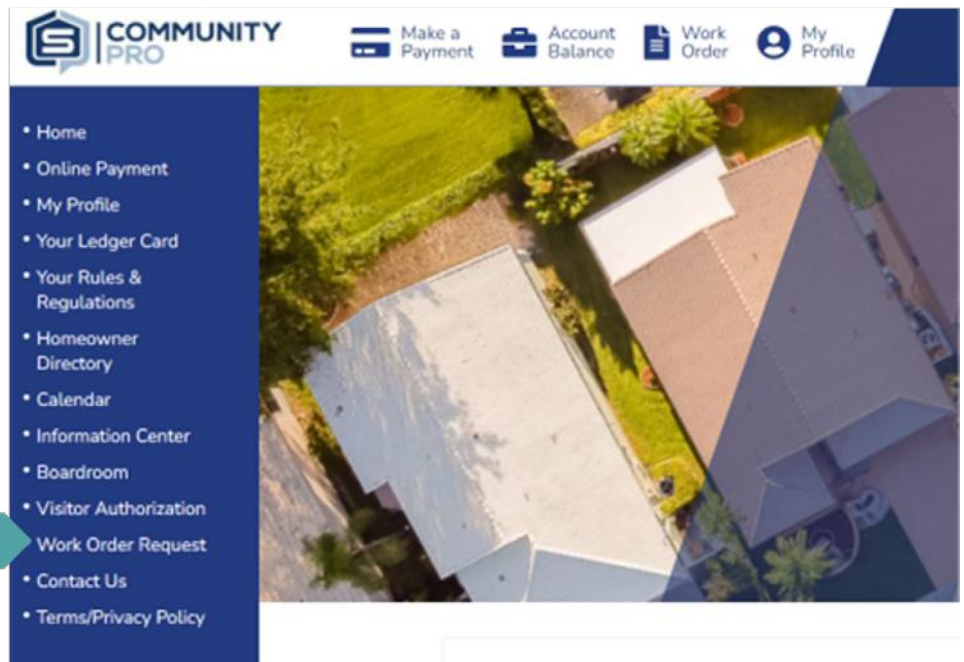 COMMUNITY
PRO
Make a
Payment
Account
Balance
Work
Order
My
Profile
• Home
• Online Payment
• My Profile
• Your Ledger Card
• Your Rules &
Regulations
• Homeowner
Directory
• Calendar
• Information Center
• Boardroom
• Visitor Authorization
Work Order Request
• Contact Us
• Terms/Privacy Policy